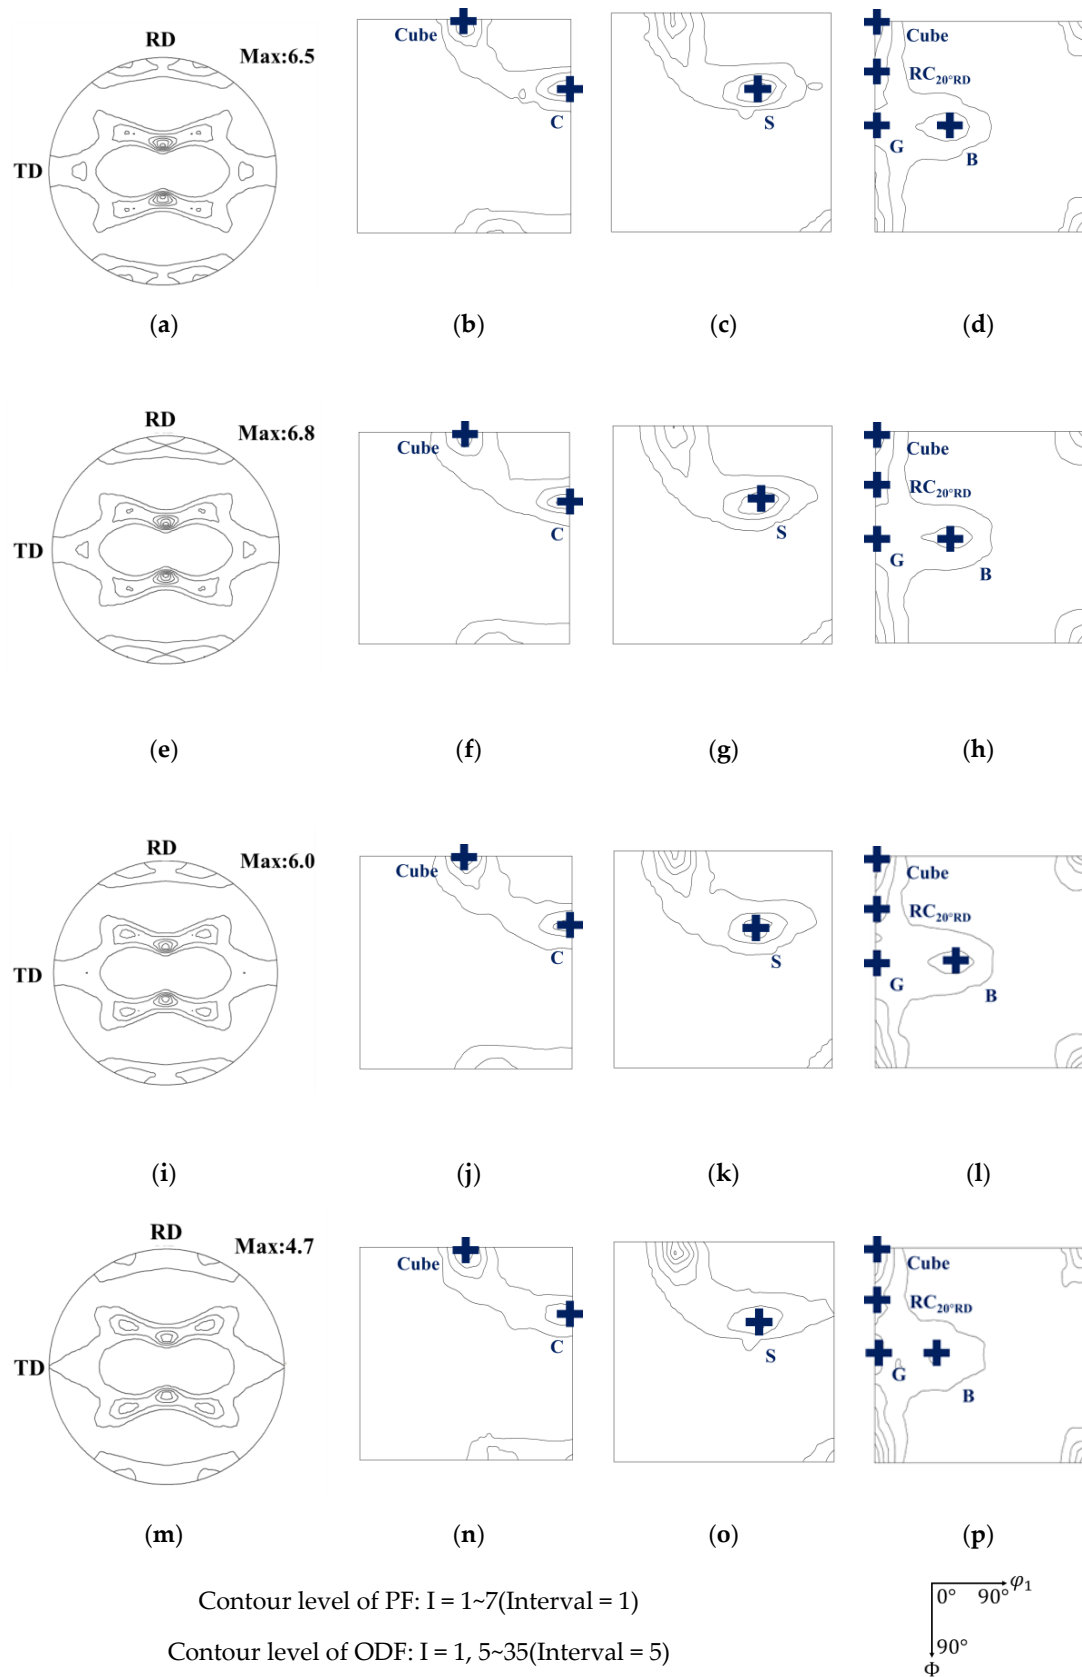 RD
Max:6.5
TD
Cube
C
S
Cube
RC20°RD
G
B
(a)
(b)
(c)
(d)
RD
Max:6.8
TD
Cube
C
S
Cube
RC20°RD
G
B
(e)
(f)
(g)
(h)
RD
Max:6.0
TD
Cube
C
S
Cube
RC20°RD
G
B
(i)
(j)
(k)
(l)
RD
Max:4.7
TD
Cube
C
S
Cube
RC20°RD
G
B
(m)
(n)
(o)
(p)
Contour level of PF: I = 1~7(Interval = 1)
Contour level of ODF: I = 1, 5~35(Interval = 5)
0° 90° φ1
90°
Φ